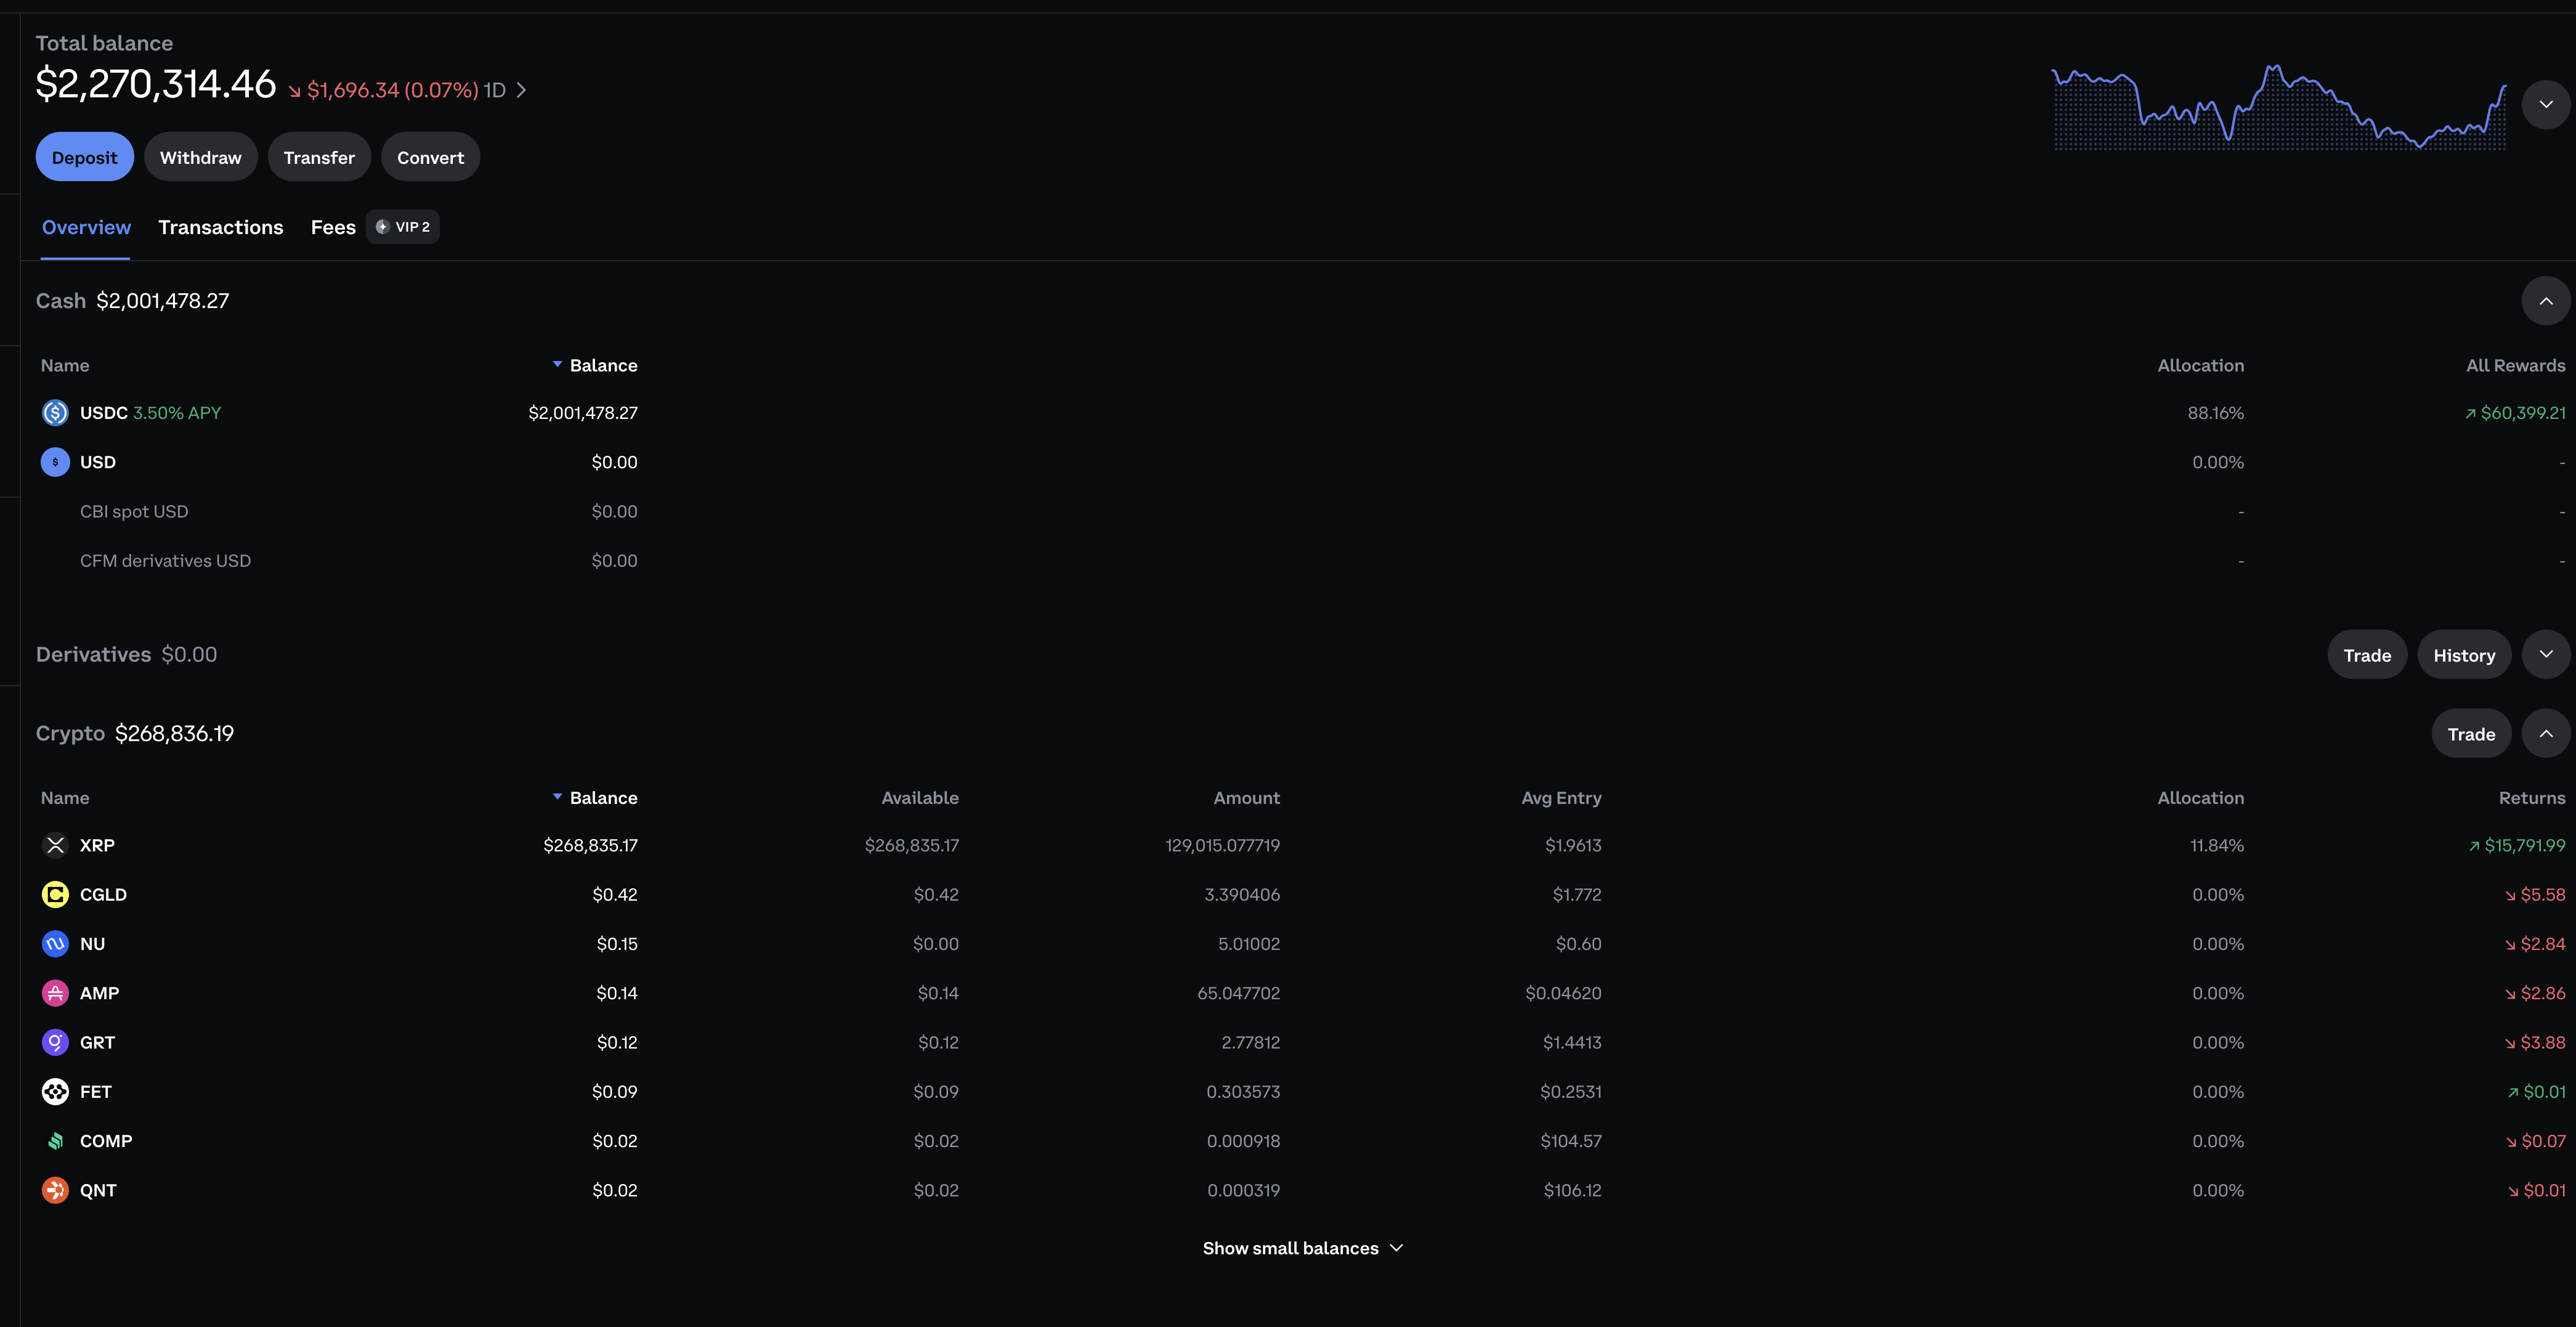 Total balance
$2,270,314.46 ↘ $1,696.34 (0.07%) 1D
Deposit Withdraw Transfer Convert
Overview Transactions Fees VIP 2
Cash $2,001,478.27
Name Balance Allocation All Rewards
USDC 3.50% APY $2,001,478.27 88.16% ↗ $60,399.21
USD $0.00 0.00% -
CBI spot USD $0.00 - -
CFM derivatives USD $0.00 - -
Derivatives $0.00 Trade History
Crypto $268,836.19 Trade
Name Balance Available Amount Avg Entry Allocation Returns
XRP $268,835.17 $268,835.17 129,015.077719 $1.9613 11.84% ↗ $15,791.99
CGLD $0.42 $0.42 3.390406 $1.772 0.00% ↘ $5.58
NU $0.15 $0.00 5.01002 $0.60 0.00% ↘ $2.84
AMP $0.14 $0.14 65.047702 $0.04620 0.00% ↘ $2.86
GRT $0.12 $0.12 2.77812 $1.4413 0.00% ↘ $3.88
FET $0.09 $0.09 0.303573 $0.2531 0.00% ↗ $0.01
COMP $0.02 $0.02 0.000918 $104.57 0.00% ↘ $0.07
QNT $0.02 $0.02 0.000319 $106.12 0.00% ↘ $0.01
Show small balances